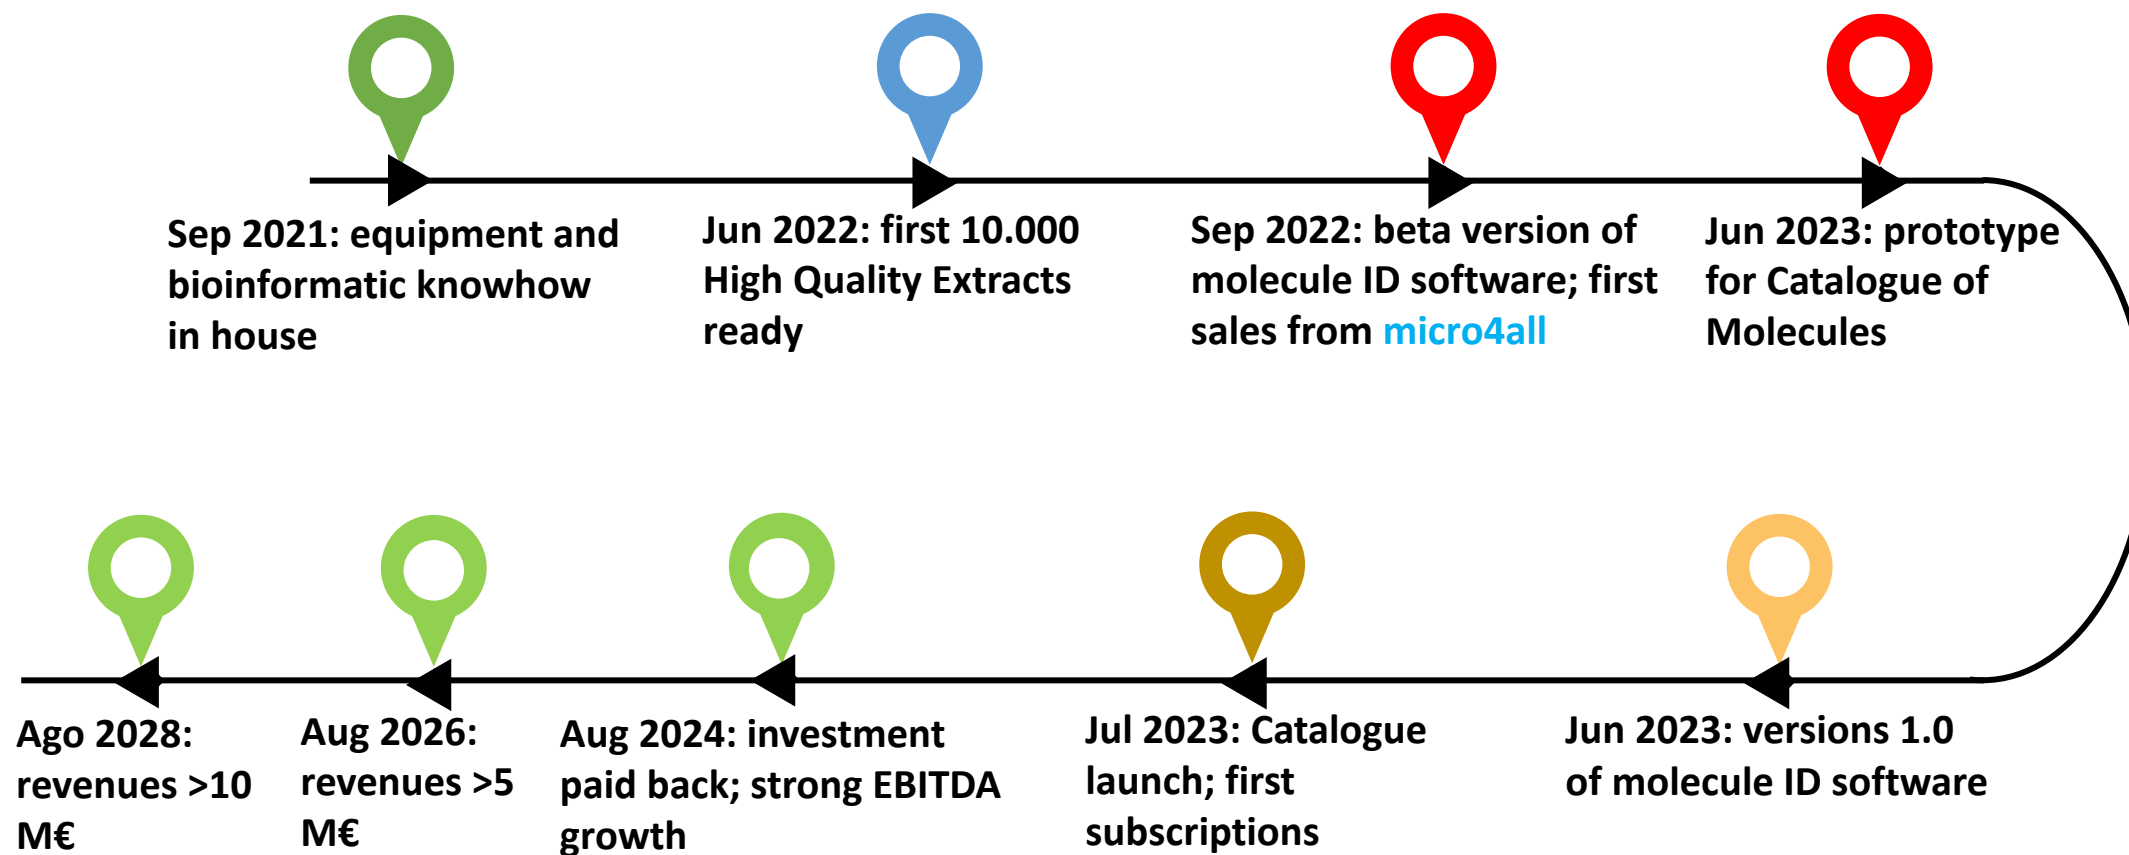 Sep 2021: equipment and
bioinformatic knowhow
in house
Jun 2022: first 10.000
High Quality Extracts
ready
Sep 2022: beta version of
molecule ID software; first
sales from micro4all
Jun 2023: prototype
for Catalogue of
Molecules
Jun 2023: versions 1.0
of molecule ID software
Jul 2023: Catalogue
launch; first
subscriptions
Aug 2024: investment
paid back; strong EBITDA
growth
Aug 2026:
revenues >5
M€
Ago 2028:
revenues >10
M€